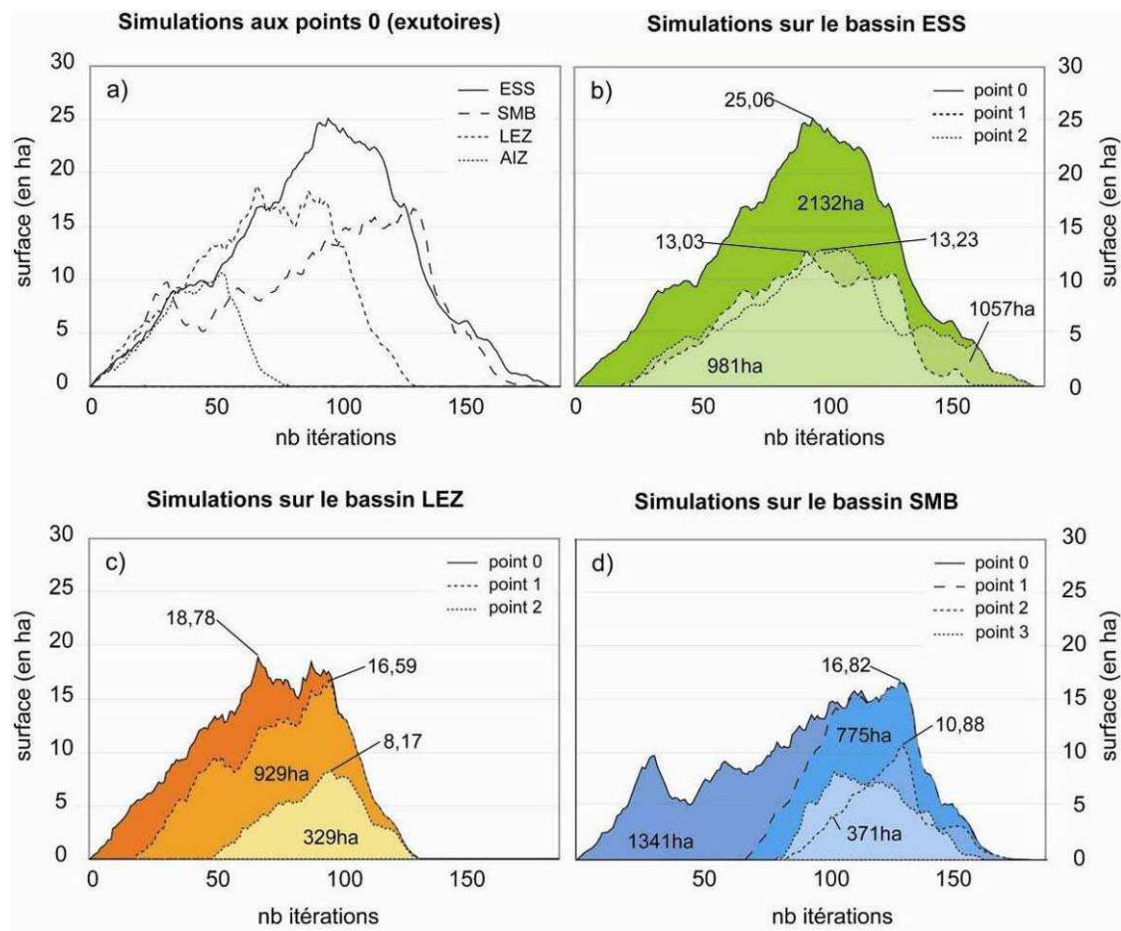 Simulations aux points 0 (exutoires)
Simulations sur le bassin ESS
a)
ESS
SMB
LEZ
AIZ
30
25
20
15
10
5
0
surface (en ha)
0 50 100 150
nb itérations
b)
point 0
point 1
point 2
25,06
2132ha
13,03
13,23
1057ha
981ha
30
25
20
15
10
5
0
surface (en ha)
0 50 100 150
nb itérations
Simulations sur le bassin LEZ
Simulations sur le bassin SMB
c)
point 0
point 1
point 2
18,78
16,59
8,17
929ha
329ha
30
25
20
15
10
5
0
surface (en ha)
0 50 100 150
nb itérations
d)
point 0
point 1
point 2
point 3
16,82
10,88
775ha
1341ha
371ha
30
25
20
15
10
5
0
surface (en ha)
0 50 100 150
nb itérations